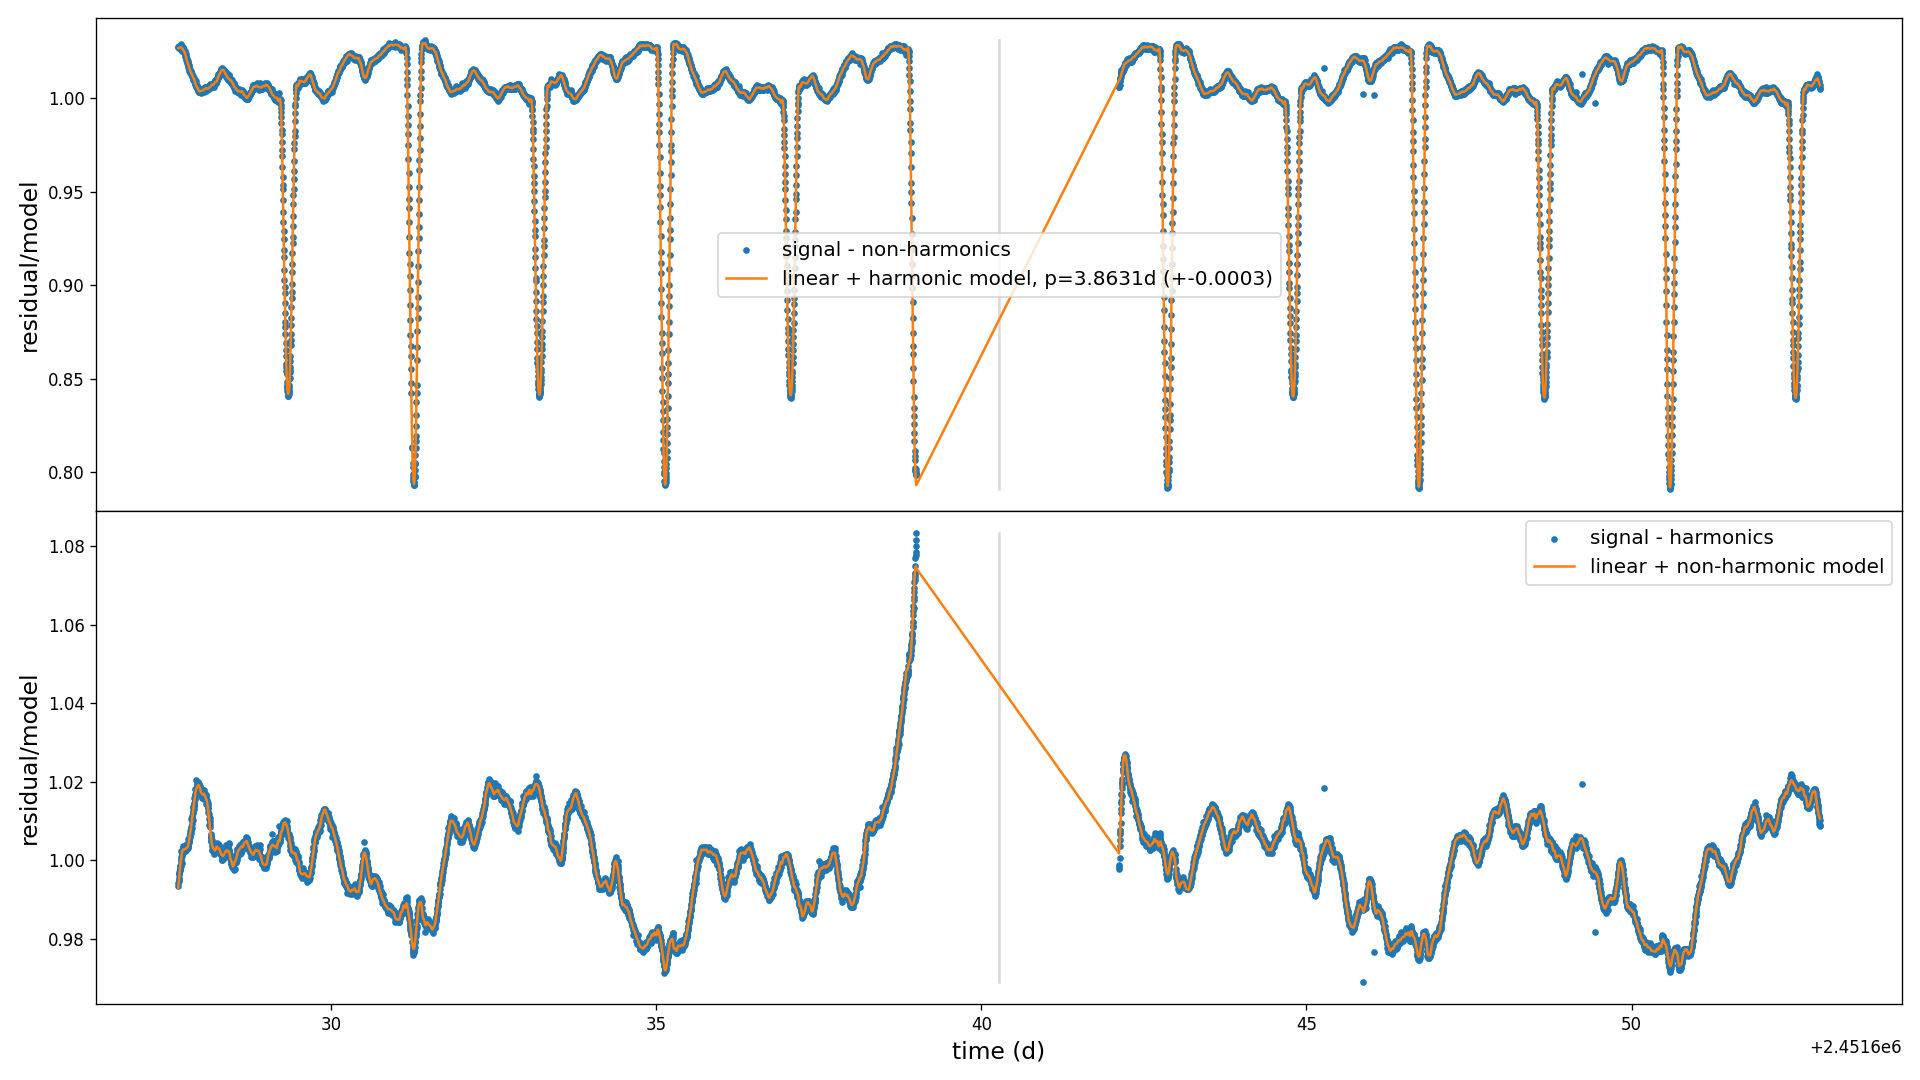 residual/model
1.00
0.95
0.90
0.85
0.80
signal - non-harmonics
linear + harmonic model, p=3.8631d (+-0.0003)
residual/model
1.08
1.06
1.04
1.02
1.00
0.98
signal - harmonics
linear + non-harmonic model
30
35
40
45
50
time (d)
+2.4516e6